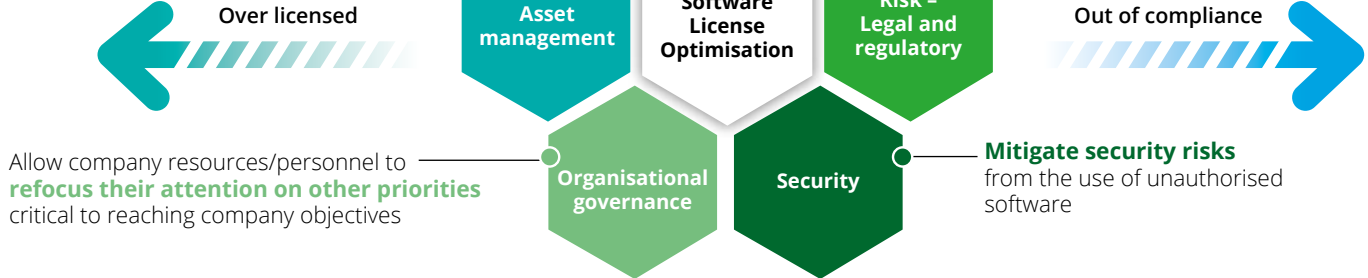 Over licensed
Asset
management
Software
License
Optimisation
Risk –
Legal and
regulatory
Out of compliance
Allow company resources/personnel to
refocus their attention on other priorities
critical to reaching company objectives
Organisational
governance
Security
Mitigate security risks
from the use of unauthorised
software